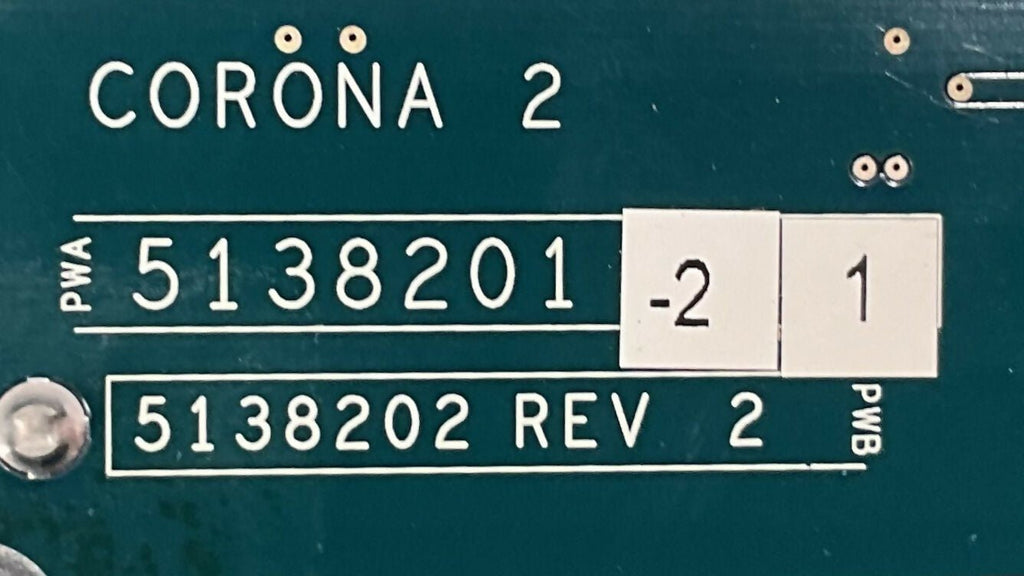 CORONA 2
PWA 5138201 -2 1
5138202 REV 2 PWB